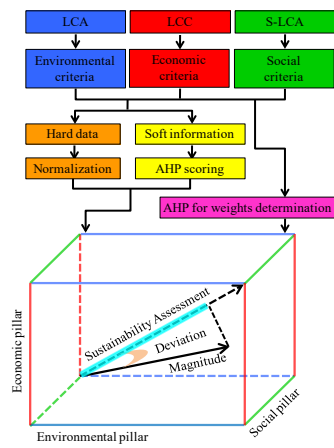 LCA
LCC
S-LCA
Environmental
criteria
Economic
criteria
Social
criteria
Hard data
Soft information
Normalization
AHP scoring
AHP for weights determination
Sustainability Assessment
Deviation
Magnitude
Economic pillar
Environmental pillar
Social pillar